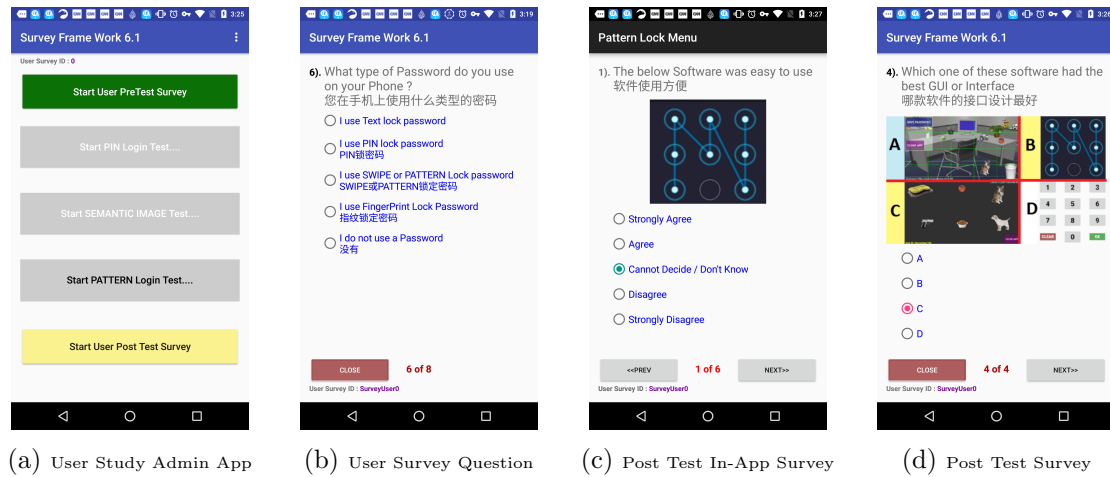 3:25
Survey Frame Work 6.1
User Survey ID : 0
Start User PreTest Survey
Start PIN Login Test....
Start SEMANTIC IMAGE Test....
Start PATTERN Login Test....
Start User Post Test Survey
(a) User Study Admin App
3:19
Survey Frame Work 6.1
6). What type of Password do you use
on your Phone ?
您在手机上使用什么类型的密码
I use Text lock password
I use PIN lock password
PIN锁密码
I use SWIPE or PATTERN Lock password
SWIPE或PATTERN锁定密码
I use FingerPrint Lock Password
指纹锁定密码
I do not use a Password
没有
CLOSE
6 of 8
User Survey ID : SurveyUser0
(b) User Survey Question
3:27
Pattern Lock Menu
1). The below Software was easy to use
软件使用方便
Strongly Agree
Agree
Cannot Decide / Don't Know
Disagree
Strongly Disagree
<<PREV
1 of 6
NEXT>>
User Survey ID : SurveyUser0
(c) Post Test In-App Survey
Survey Frame Work 6.1
4). Which one of these software had the
best GUI or Interface
哪款软件的接口设计最好
A
B
C
D
1 2 3
4 5 6
7 8 9
CLEAR 0 OK
A
B
C
D
CLOSE
4 of 4
NEXT>>
User Survey ID : SurveyUser0
(d) Post Test Survey